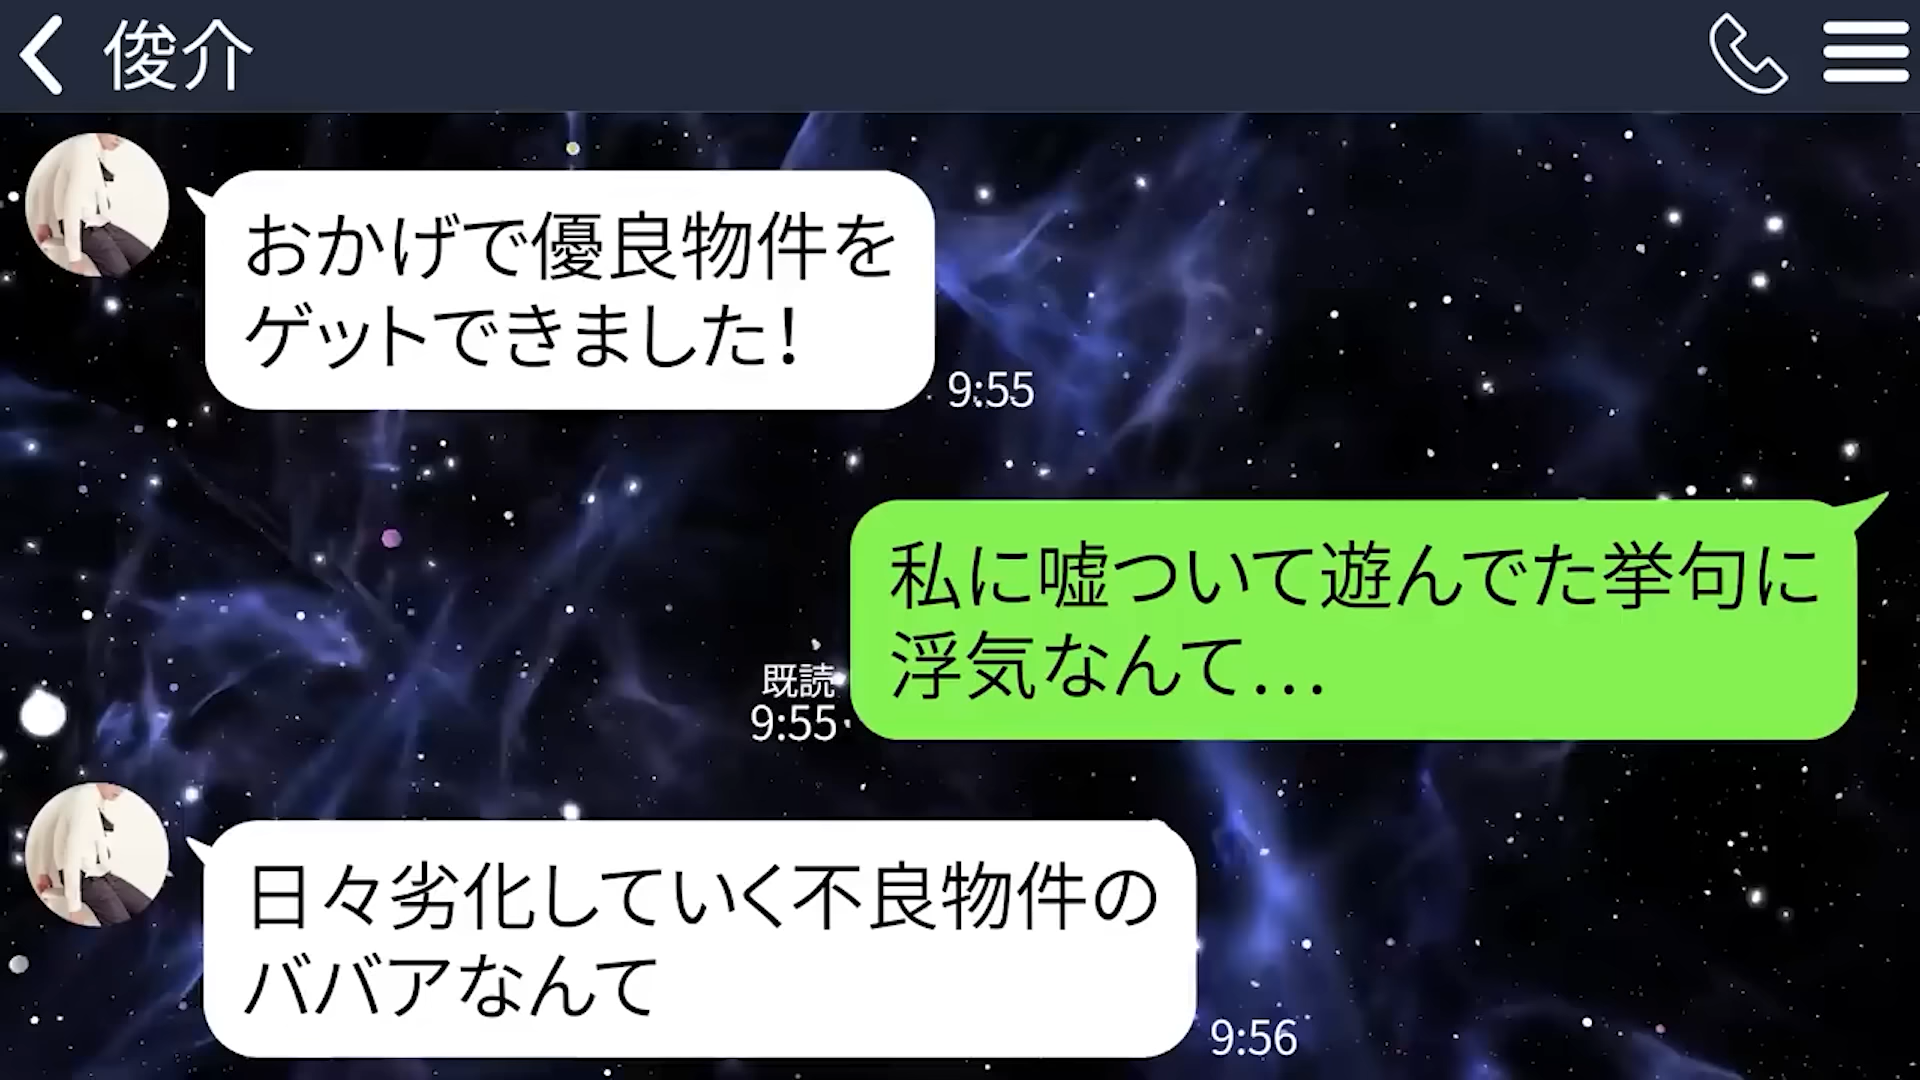 俊介
おかげで優良物件を
ゲットできました!
9:55
私に嘘ついて遊んでた挙句に
浮気なんて...
既読
9:55
日々劣化していく不良物件の
ババアなんて
9:56